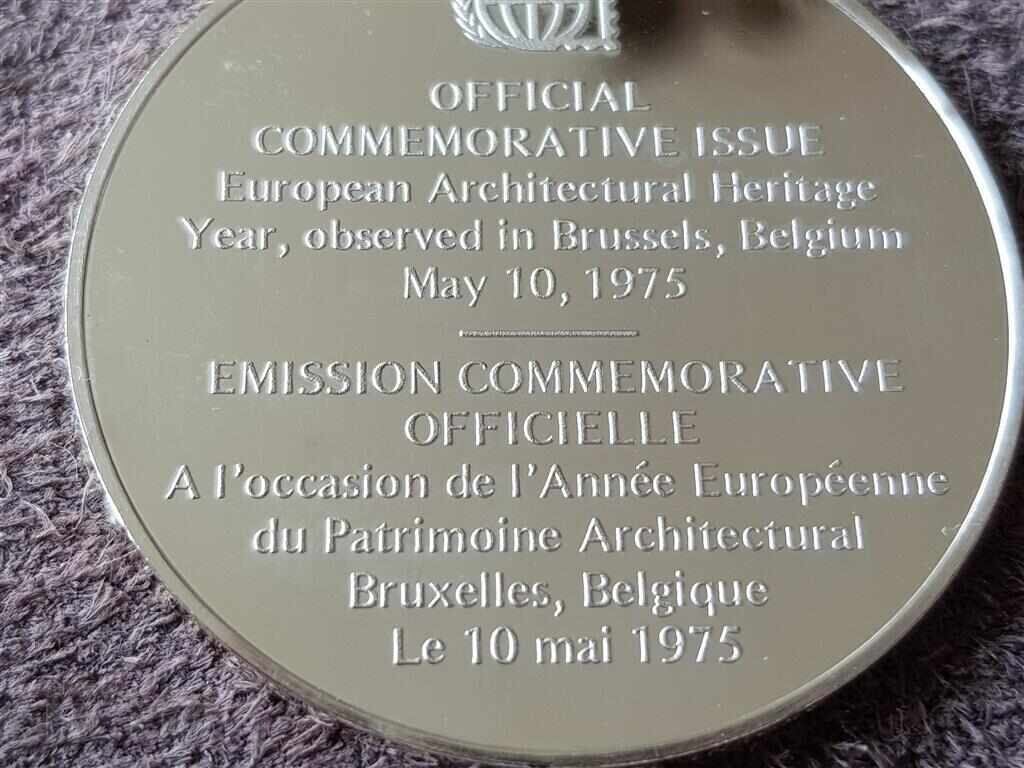 OFFICIAL
COMMEMORATIVE ISSUE
European Architectural Heritage
Year, observed in Brussels, Belgium
May 10, 1975
EMISSION COMMEMORATIVE
OFFICIELLE
A l'occasion de l'Année Européenne
du Patrimoine Architectural
Bruxelles, Belgique
Le 10 mai 1975